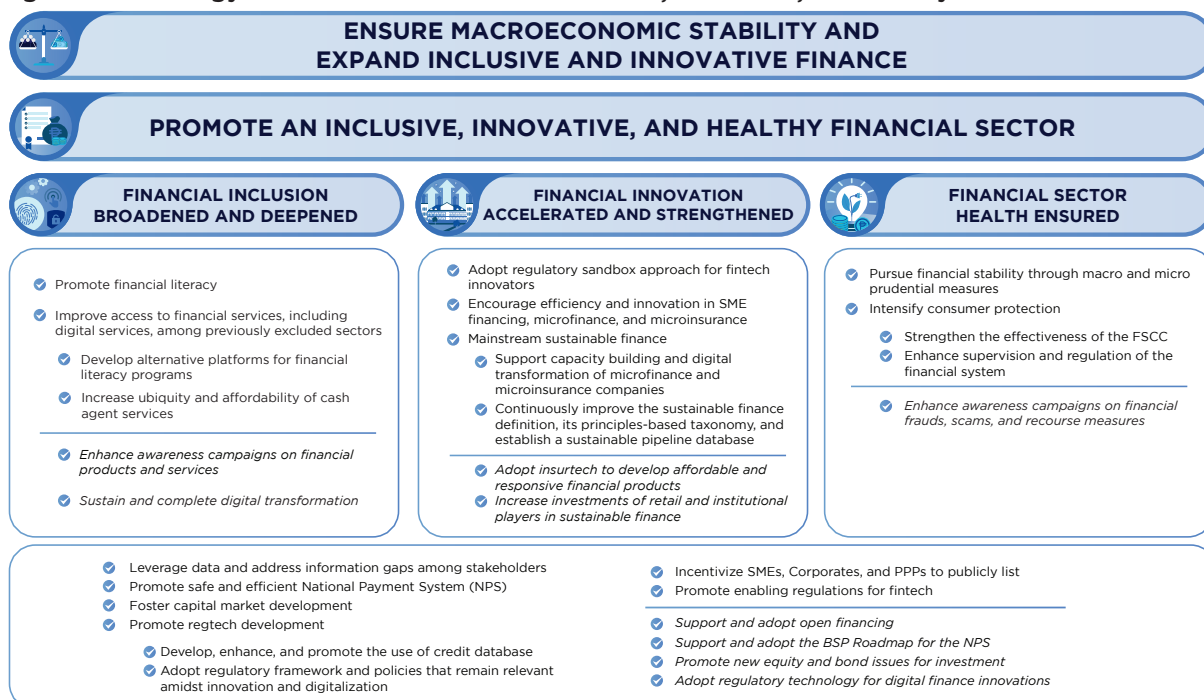 ENSURE MACROECONOMIC STABILITY AND
EXPAND INCLUSIVE AND INNOVATIVE FINANCE
PROMOTE AN INCLUSIVE, INNOVATIVE, AND HEALTHY FINANCIAL SECTOR
FINANCIAL INCLUSION
BROADENED AND DEEPENED
Promote financial literacy
Improve access to financial services, including
digital services, among previously excluded sectors
Develop alternative platforms for financial
literacy programs
Increase ubiquity and affordability of cash
agent services
Enhance awareness campaigns on financial
products and services
Sustain and complete digital transformation
FINANCIAL INNOVATION
ACCELERATED AND STRENGTHENED
Adopt regulatory sandbox approach for fintech
innovators
Encourage efficiency and innovation in SME
financing, microfinance, and microinsurance
Mainstream sustainable finance
Support capacity building and digital
transformation of microfinance and
microinsurance companies
Continuously improve the sustainable finance
definition, its principles-based taxonomy, and
establish a sustainable pipeline database
Adopt insurtech to develop affordable and
responsive financial products
Increase investments of retail and institutional
players in sustainable finance
FINANCIAL SECTOR
HEALTH ENSURED
Pursue financial stability through macro and micro
prudential measures
Intensify consumer protection
Strengthen the effectiveness of the FSCC
Enhance supervision and regulation of the
financial system
Enhance awareness campaigns on financial
frauds, scams, and recourse measures
Leverage data and address information gaps among stakeholders
Promote safe and efficient National Payment System (NPS)
Foster capital market development
Promote regtech development
Develop, enhance, and promote the use of credit database
Adopt regulatory framework and policies that remain relevant
amidst innovation and digitalization
Incentivize SMEs, Corporates, and PPPs to publicly list
Promote enabling regulations for fintech
Support and adopt open financing
Support and adopt the BSP Roadmap for the NPS
Promote new equity and bond issues for investment
Adopt regulatory technology for digital finance innovations